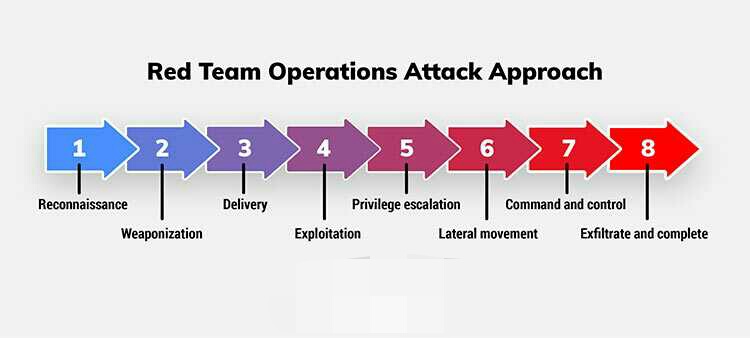 Red Team Operations Attack Approach
1 2 3 4 5 6 7 8
Reconnaissance
Delivery
Privilege escalation
Command and control
Weaponization
Exploitation
Lateral movement
Exfiltrate and complete